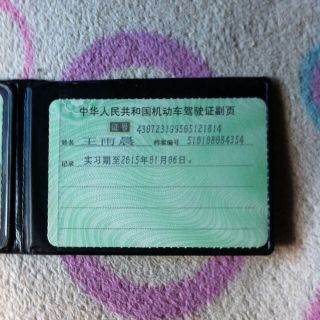 中华人民共和国机动车驾驶证副页
证号 430723199505121814
姓名 王雨晨 档案编号 510108084354
记录 实习期至2015年01月06日。